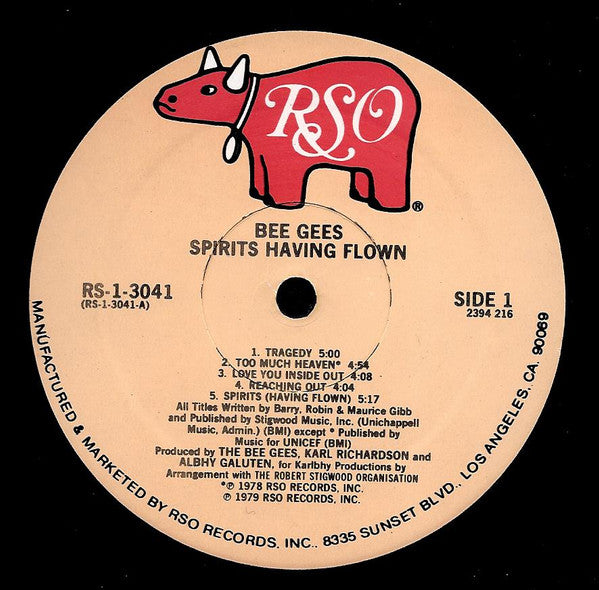 RSO
®
BEE GEES
SPIRITS HAVING FLOWN
RS-1-3041
(RS-1-3041-A)
SIDE 1
2394 216
1. TRAGEDY 5:00
2. TOO MUCH HEAVEN* 4:54
3. LOVE YOU INSIDE OUT 4:08
4. REACHING OUT 4:04
5. SPIRITS (HAVING FLOWN) 5:17
All Titles Written by Barry, Robin & Maurice Gibb
and Published by Stigwood Music, Inc. (Unichappell
Music, Admin.) (BMI) except * Published by
Music for UNICEF (BMI)
Produced by THE BEE GEES, KARL RICHARDSON and
ALBHY GALUTEN, for Karlbhy Productions by
Arrangement with THE ROBERT STIGWOOD ORGANISATION
*℗ 1978 RSO RECORDS, INC.
℗ 1979 RSO RECORDS, INC.
MANUFACTURED & MARKETED BY RSO RECORDS, INC., 8335 SUNSET BLVD., LOS ANGELES, CA. 90069